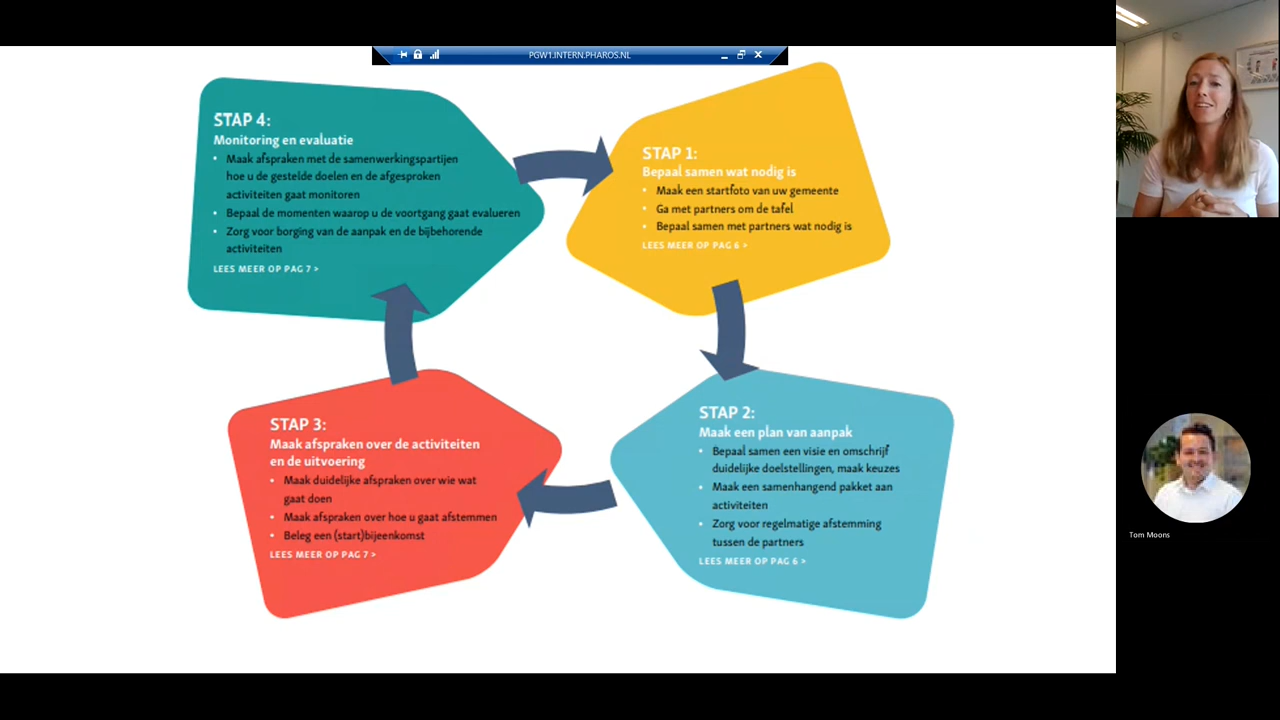 PGW1.INTERN.PHAROS.NL
STAP 4:
Monitoring en evaluatie
• Maak afspraken met de samenwerkingspartijen
hoe u de gestelde doelen en de afgesproken
activiteiten gaat monitoren
• Bepaal de momenten waarop u de voortgang gaat evalueren
• Zorg voor borging van de aanpak en de bijbehorende
activiteiten
LEES MEER OP PAG 7 >
STAP 1:
Bepaal samen wat nodig is
• Maak een startfoto van uw gemeente
• Ga met partners om de tafel
• Bepaal samen met partners wat nodig is
LEES MEER OP PAG 6 >
STAP 2:
Maak een plan van aanpak
• Bepaal samen een visie en omschrijf
duidelijke doelstellingen, maak keuzes
• Maak een samenhangend pakket aan
activiteiten
• Zorg voor regelmatige afstemming
tussen de partners
LEES MEER OP PAG 6 >
STAP 3:
Maak afspraken over de activiteiten
en de uitvoering
• Maak duidelijke afspraken over wie wat
gaat doen
• Maak afspraken over hoe u gaat afstemmen
• Beleg een (start)bijeenkomst
LEES MEER OP PAG 7 >
Tom Moons